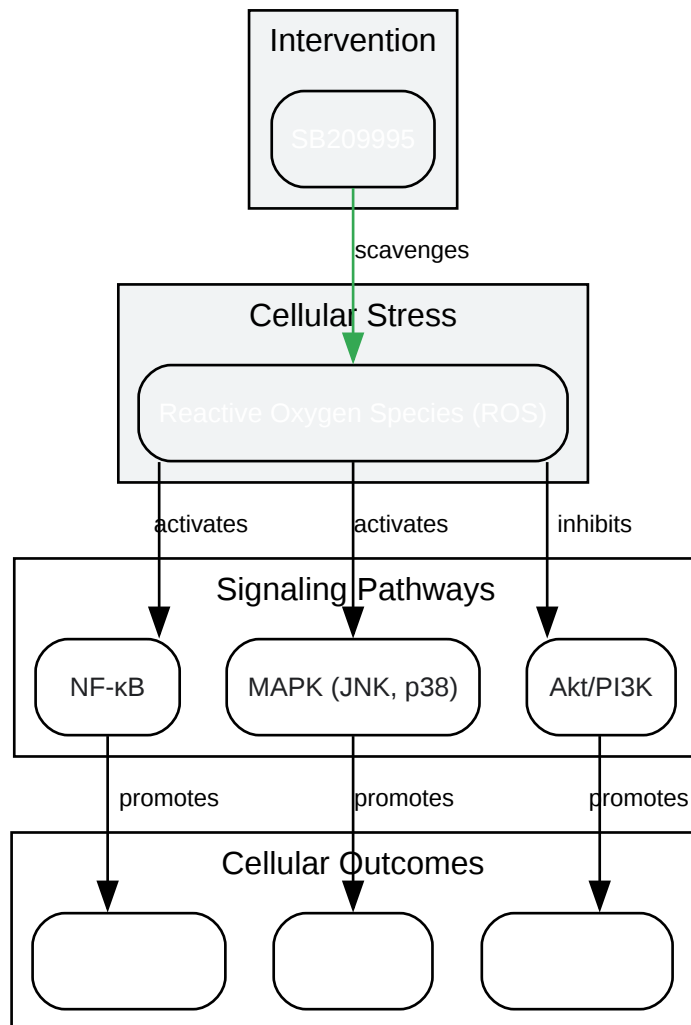 Intervention
SB209995
scavenges
Cellular Stress
Reactive Oxygen Species (ROS)
activates
activates
inhibits
Signaling Pathways
NF-κB
MAPK (JNK, p38)
Akt/PI3K
promotes
promotes
promotes
Cellular Outcomes